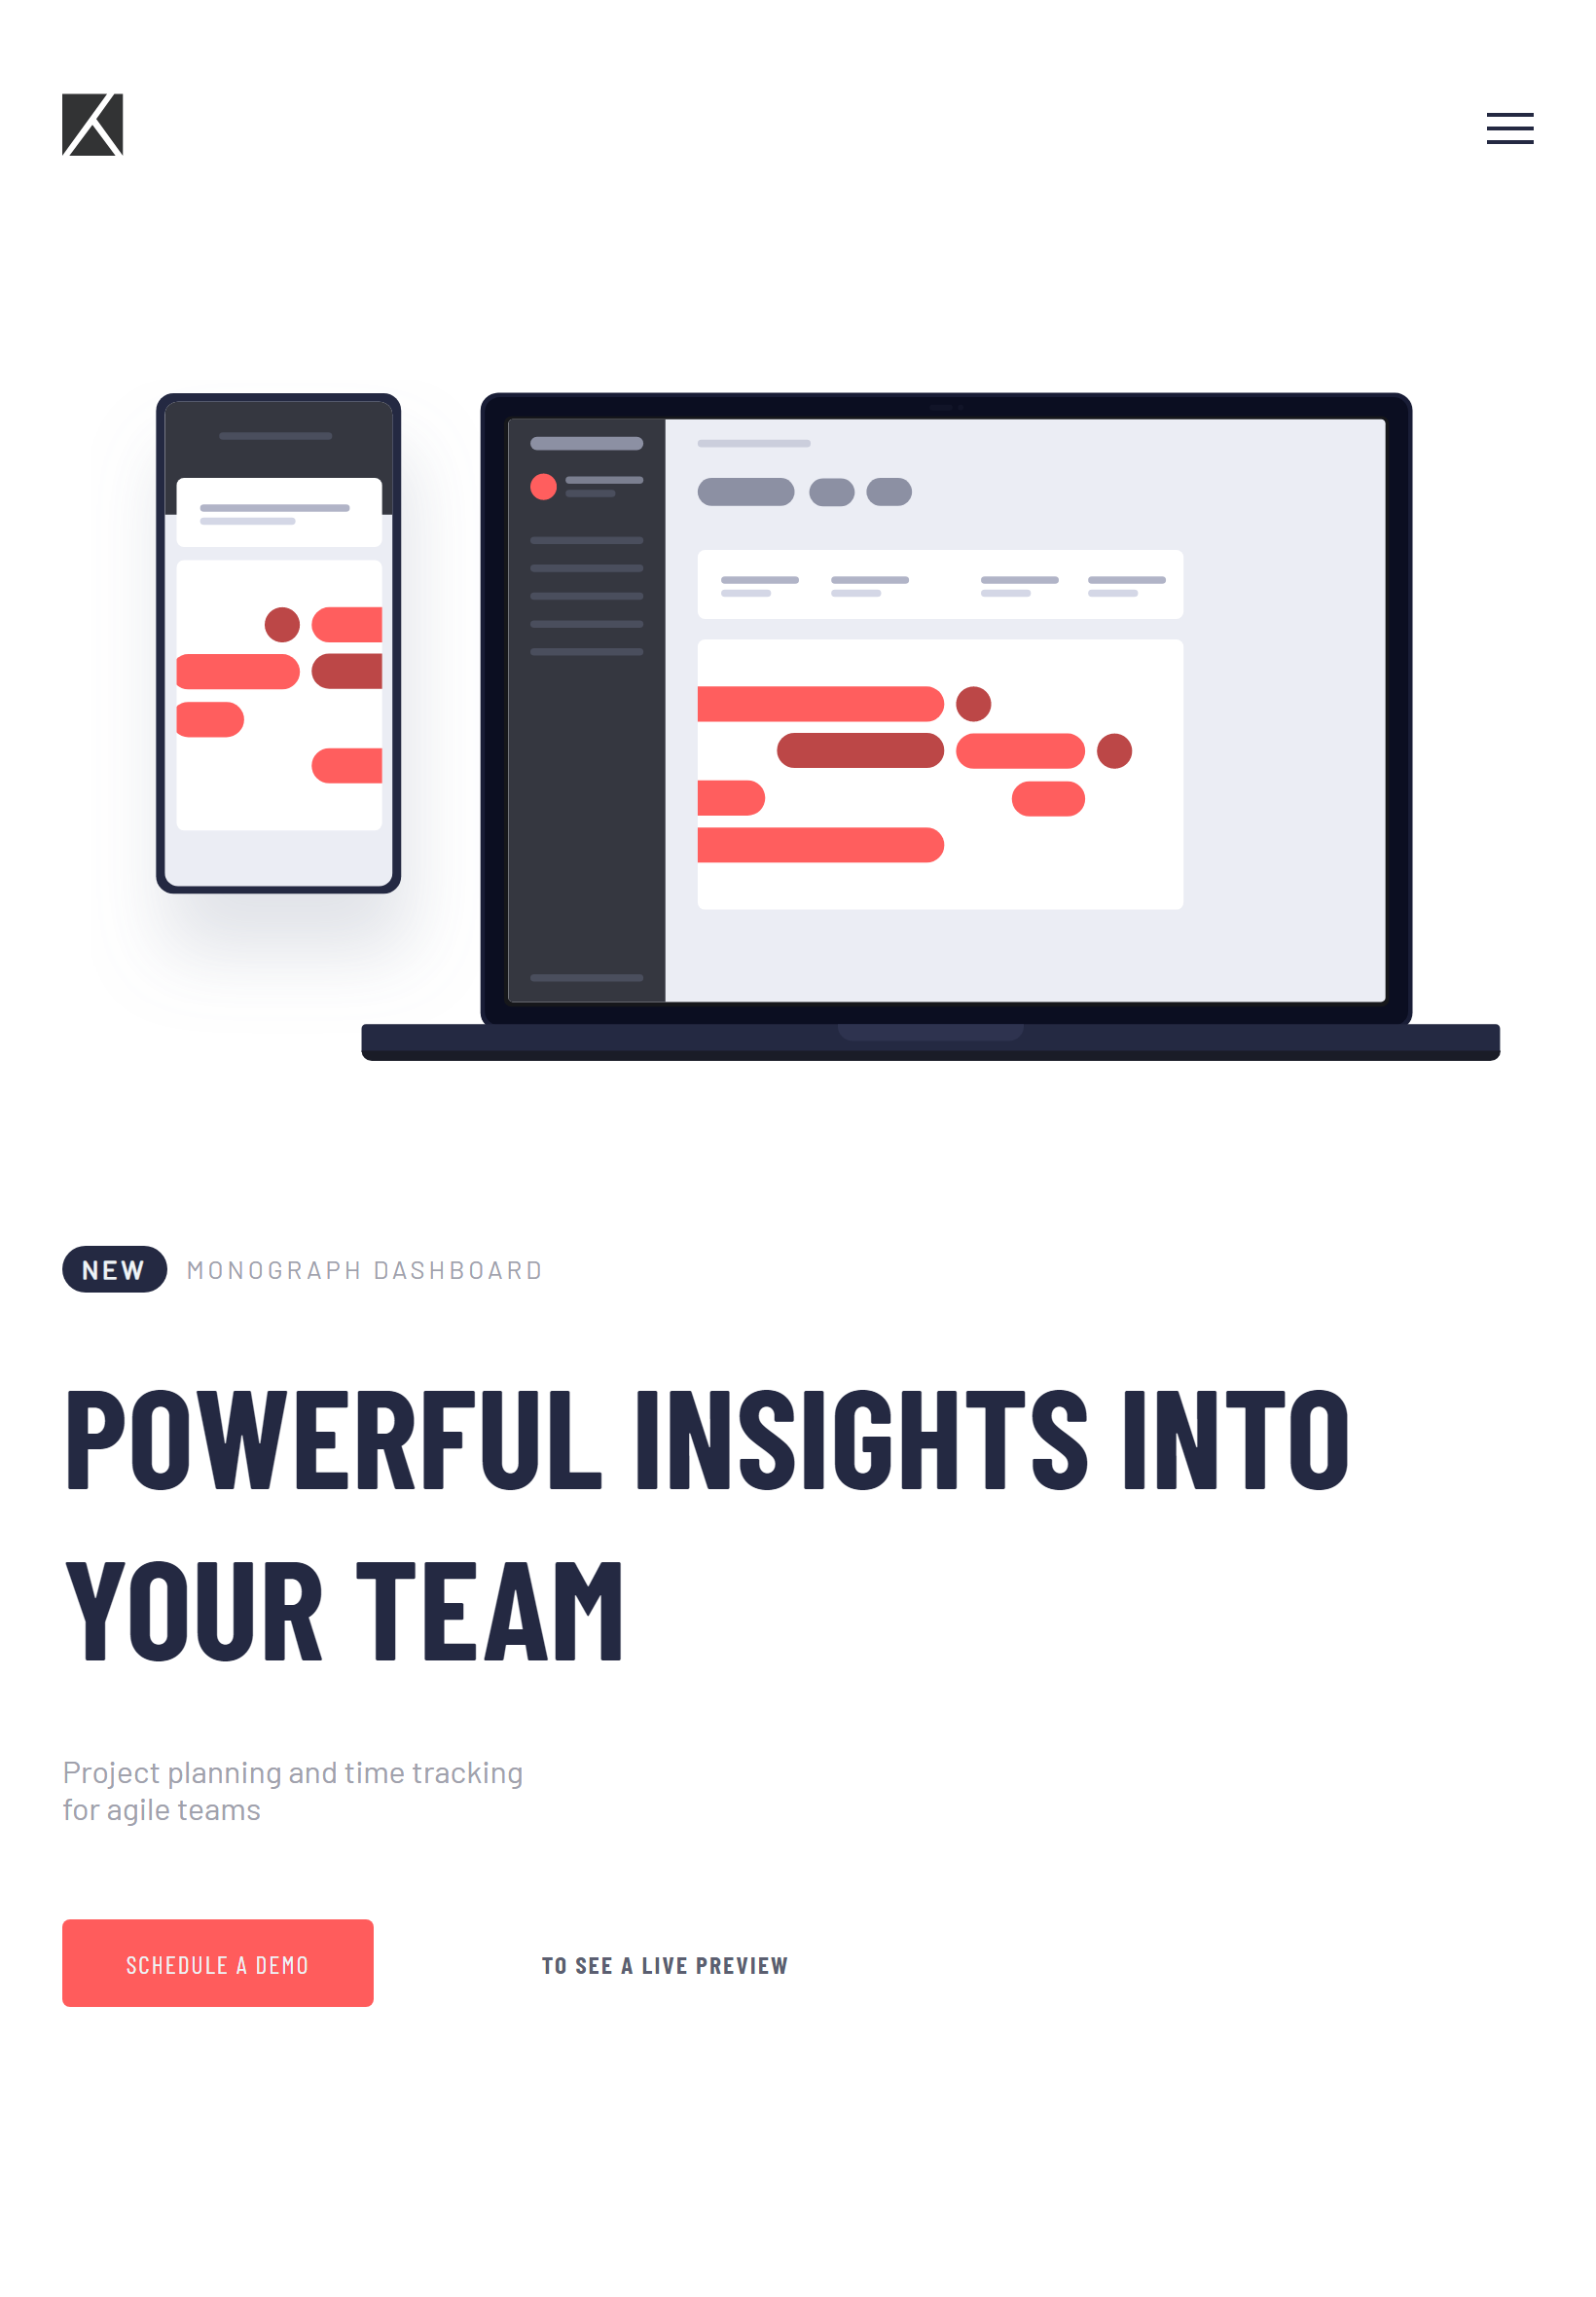 NEW MONOGRAPH DASHBOARD
POWERFUL INSIGHTS INTO
YOUR TEAM
Project planning and time tracking
for agile teams
SCHEDULE A DEMO TO SEE A LIVE PREVIEW